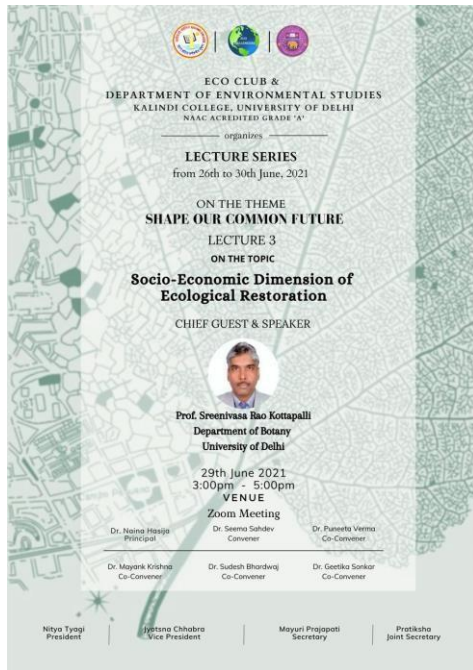 ECO CLUB &
DEPARTMENT OF ENVIRONMENTAL STUDIES
KALINDI COLLEGE, UNIVERSITY OF DELHI
NAAC ACREDITED GRADE 'A'
organizes
LECTURE SERIES
from 26th to 30th June, 2021
ON THE THEME
SHAPE OUR COMMON FUTURE
LECTURE 3
ON THE TOPIC
Socio-Economic Dimension of
Ecological Restoration
CHIEF GUEST & SPEAKER
Prof. Sreenivasa Rao Kottapalli
Department of Botany
University of Delhi
29th June 2021
3:00pm - 5:00pm
VENUE
Zoom Meeting
Dr. Naina Hasija Dr. Seema Sahdev Dr. Puneeta Verma
Principal Convener Co-Convener
Dr. Mayank Krishna Dr. Sudesh Bhardwaj Dr. Geetika Sonkar
Co-Convener Co-Convener Co-Convener
Nitya Tyagi Jyotsna Chhabra Mayuri Prajapati Pratiksha
President Vice President Secretary Joint Secretary